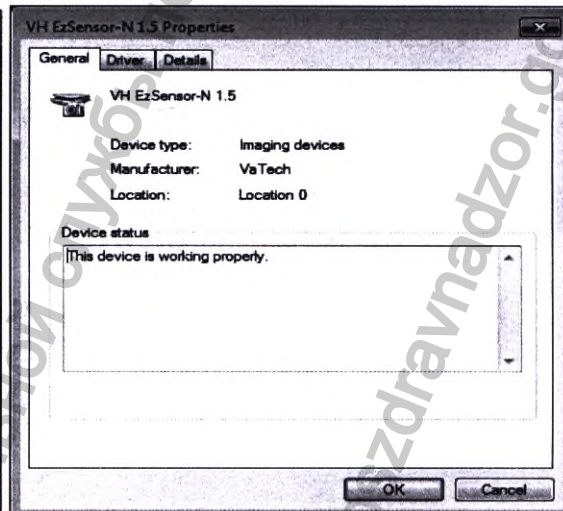 VH EzSensor-N 1.5 Properties
General Driver Details
VH EzSensor-N 1.5
Device type: Imaging devices
Manufacturer: VaTech
Location: Location 0
Device status
This device is working properly.
OK Cancel